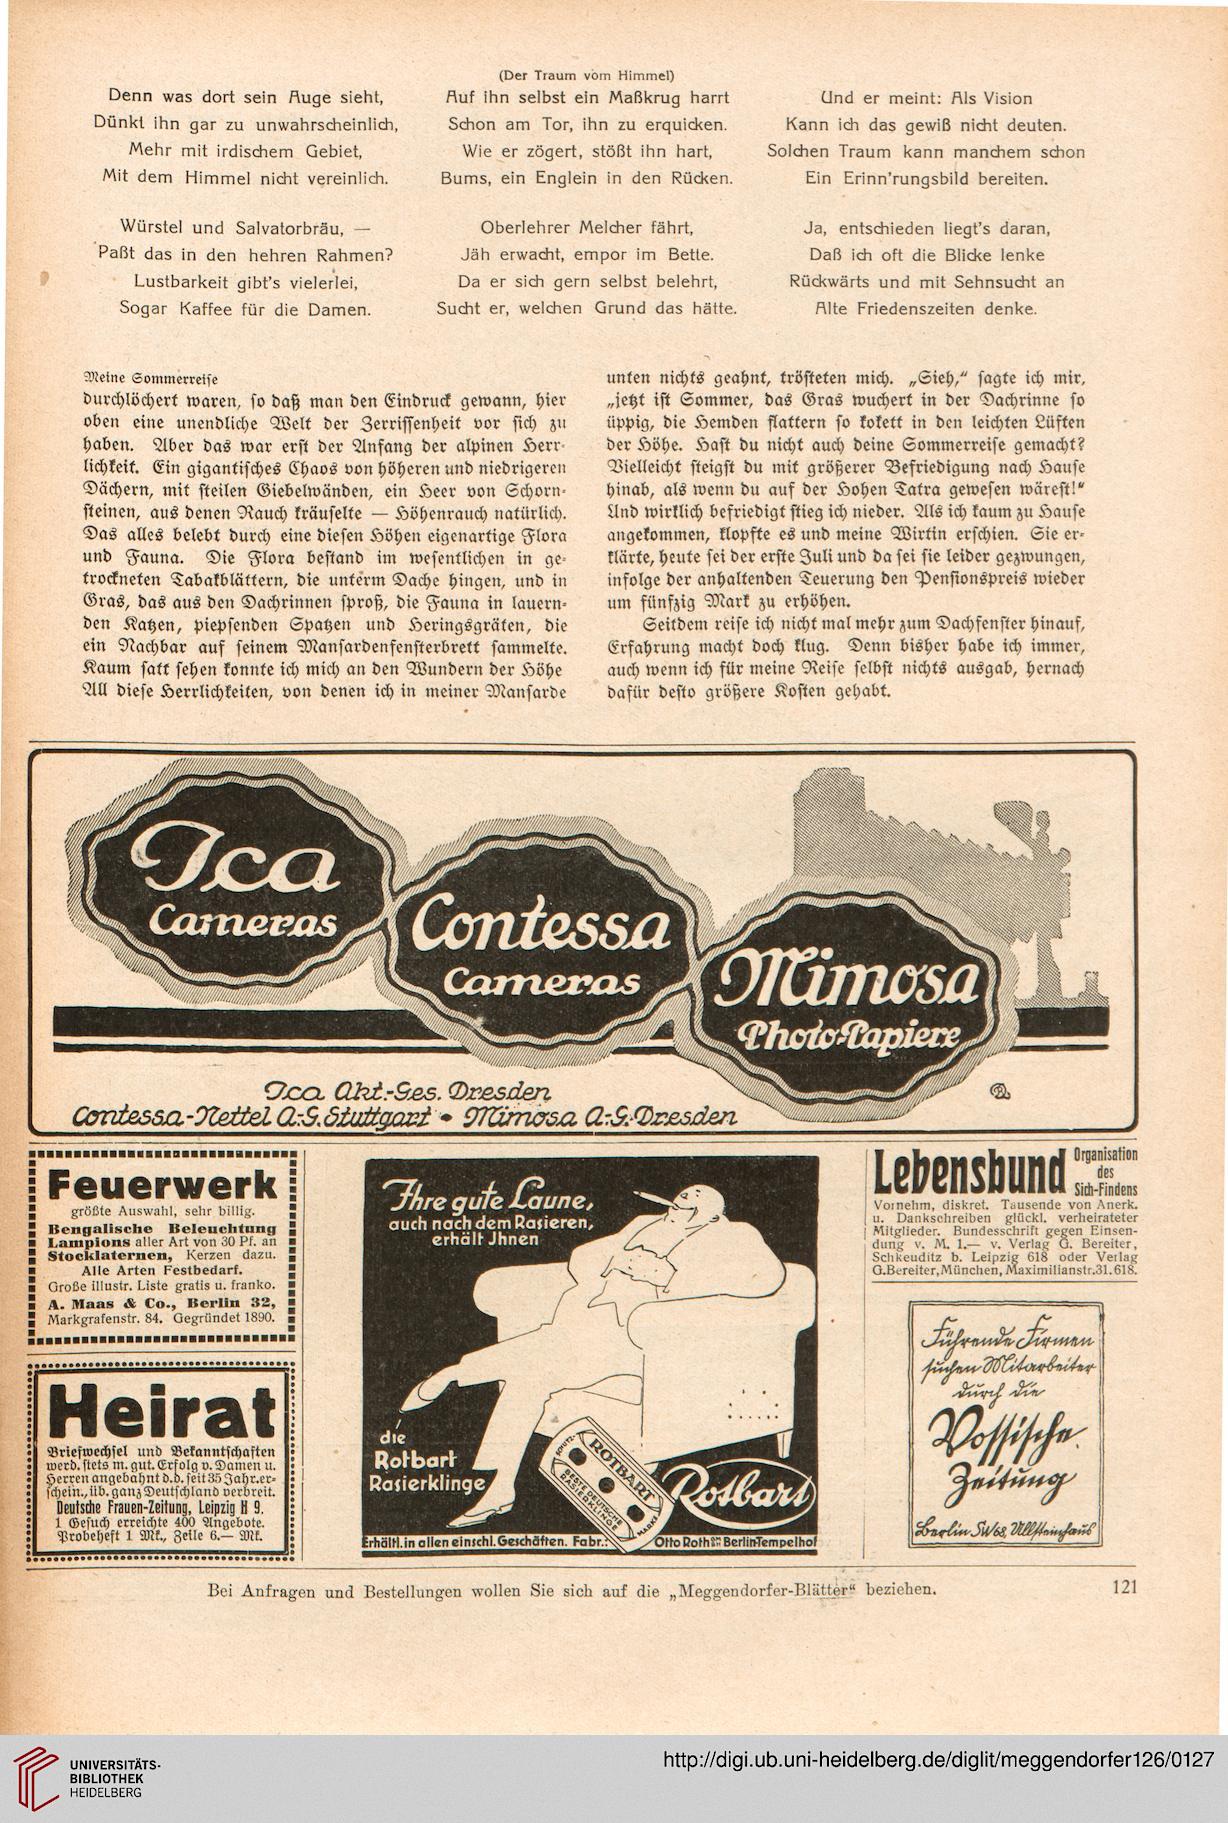 (Der Traum vom Himmel)
Denn was dort sein Auge sieht,
Dünkt ihn gar zu unwahrscheinlich,
Mehr mit irdischem Gebiet,
Mit dem Himmel nicht vereinlich.
Würstel und Salvatorbräu, —
Paßt das in den hehren Rahmen?
Lustbarkeit gibt's vielerlei,
Sogar Kaffee für die Damen.
Auf ihn selbst ein Maßkrug harrt
Schon am Tor, ihn zu erquicken.
Wie er zögert, stößt ihn hart,
Bums, ein Englein in den Rücken.
Oberlehrer Melcher fährt,
Jäh erwacht, empor im Bette.
Da er sich gern selbst belehrt,
Sucht er, welchen Grund das hätte.
Und er meint: Als Vision
Kann ich das gewiß nicht deuten.
Solchen Traum kann manchem schon
Ein Erinn'rungsbild bereiten.
Ja, entschieden liegt's daran,
Daß ich oft die Blicke lenke
Rückwärts und mit Sehnsucht an
Alte Friedenszeiten denke.
Meine Sommerreise
durchlöchert waren, so daß man den Eindruck gewann, hier
oben eine unendliche Welt der Zerrissenheit vor sich zu
haben. Aber das war erst der Anfang der alpinen Herr-
lichkeit. Ein gigantisches Chaos von höheren und niedrigeren
Dächern, mit steilen Giebelwänden, ein Heer von Schorn-
steinen, aus denen Rauch kräuselte — Höhenrauch natürlich.
Das alles belebt durch eine diesen Höhen eigenartige Flora
und Fauna. Die Flora bestand im wesentlichen in ge-
trockneten Tabakblättern, die unterm Dache hingen, und in
Gras, das aus den Dachrinnen sproß, die Fauna in lauern-
den Katzen, piepsenden Spatzen und Heringsgräten, die
ein Nachbar auf seinem Mansardenfensterbrett sammelte.
Kaum satt sehen konnte ich mich an den Wundern der Höhe
All diese Herrlichkeiten, von denen ich in meiner Mansarde
unten nichts geahnt, trösteten mich. „Sieh,“ sagte ich mir,
„jetzt ist Sommer, das Gras wuchert in der Dachrinne so
üppig, die Hemden flattern so kokett in den leichten Lüften
der Höhe. Hast du nicht auch deine Sommerreise gemacht?
Vielleicht steigst du mit größerer Befriedigung nach Hause
hinab, als wenn du auf der Hohen Tatra gewesen wärest!“
Und wirklich befriedigt stieg ich nieder. Als ich kaum zu Hause
angekommen, klopfte es und meine Wirtin erschien. Sie er-
klärte, heute sei der erste Juli und da sei sie leider gezwungen,
infolge der anhaltenden Teuerung den Pensionspreis wieder
um fünfzig Mark zu erhöhen.
Seitdem reise ich nicht mal mehr zum Dachfenster hinauf,
Erfahrung macht doch klug. Denn bisher habe ich immer,
auch wenn ich für meine Reise selbst nichts ausgab, hernach
dafür desto größere Kosten gehabt.
Ica
Cameras
Contessa
Cameras
Mimosa
Photo-Papiere
Ica Akt.-Ges. Dresden
Contessa-Nettel A:G. Stuttgart • Mimosa A:G: Dresden
Feuerwerk
größte Auswahl, sehr billig.
Bengalische Beleuchtung
Lampions aller Art von 30 Pf. an
Stocklaternen, Kerzen dazu.
Alle Arten Festbedarf.
Große illustr. Liste gratis u. franko.
A. Maas & Co., Berlin 32,
Markgrafenstr. 84. Gegründet 1890.
Heirat
Briefwechsel und Bekanntschaften
werd. stets m. gut. Erfolg v. Damen u.
Herren angebahnt d. d. seit 35 Jahr. er-
schein., üb. ganz Deutschland verbreit.
Deutsche Frauen-Zeitung, Leipzig H 9.
1 Gesuch erreichte 400 Angebote.
Probeheft 1 Mk., Zeile 6.— Mk.
Ihre gute Laune,
auch nach dem Rasieren,
erhält Jhnen
die
Rotbart
Rasierklinge
SCHUTZ-
ROTBART
BESTE DEUTSCHE
RASIERKLINGE
MARKE
Rotbart
Erhältl. in allen einschl. Geschäften. Fabr.:
Otto Roth BerlinTempelhof
Lebensbund
Organisation
des
Sich-Findens
Vornehm, diskret. Tausende von Anerk.
u. Dankschreiben glückl. verheirateter
Mitglieder. Bundesschrift gegen Einsen-
dung v. M. 1.— v. Verlag G. Bereiter,
Schkeuditz b. Leipzig 618 oder Verlag
G.Bereiter, München, Maximilianstr. 31. 618.
Führende Firmen
suchen Mitarbeiter
durch die
Vossische
Zeitung
Berlin SW68, Ullsteinhaus
Bei Anfragen und Bestellungen wollen Sie sich auf die „Meggendorfer-Blätter“ beziehen.
121
UNIVERSITÄTS-
BIBLIOTHEK
HEIDELBERG
http://digi.ub.uni-heidelberg.de/diglit/meggendorfer126/0127